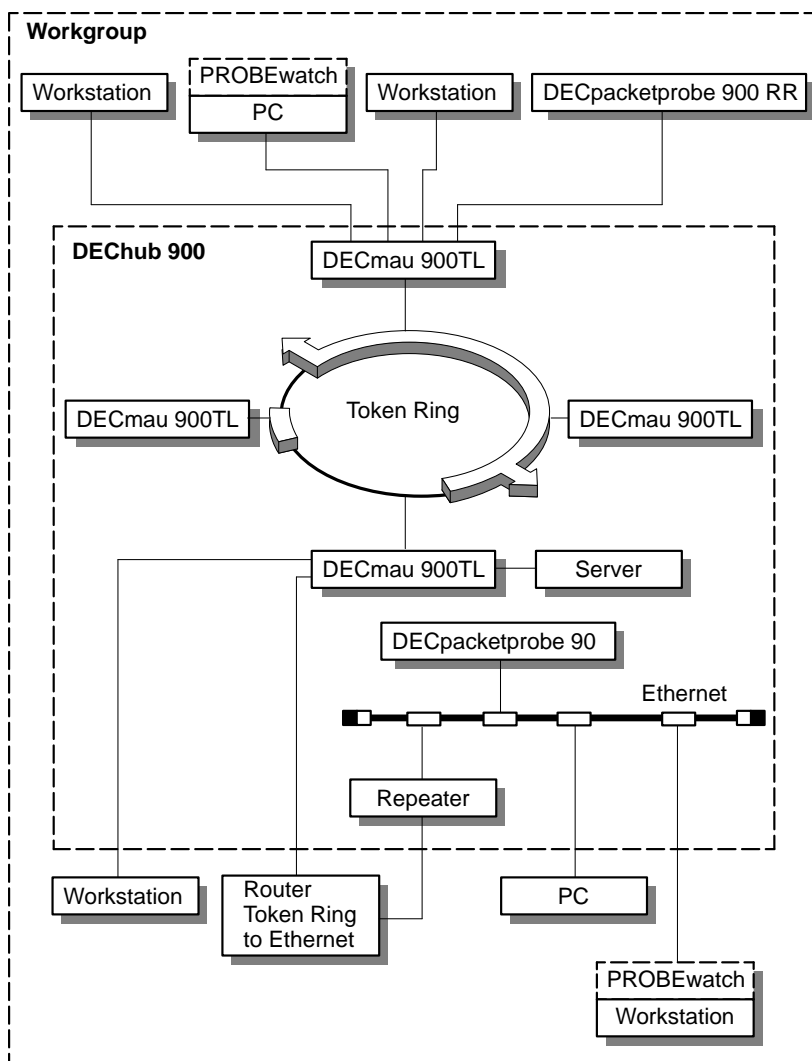 Workgroup
Workstation
PROBEwatch
PC
Workstation
DECpacketprobe 900 RR
DEChub 900
DECmau 900TL
Token Ring
DECmau 900TL
DECmau 900TL
DECmau 900TL
Server
DECpacketprobe 90
Ethernet
Repeater
Workstation
Router
Token Ring
to Ethernet
PC
PROBEwatch
Workstation